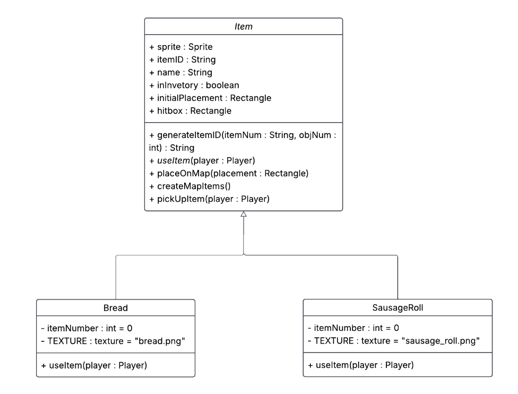 Item
+ sprite : Sprite
+ itemID : String
+ name : String
+ inInvetory : boolean
+ initialPlacement : Rectangle
+ hitbox : Rectangle
+ generateItemID(itemNum : String, objNum :
int) : String
+ useItem(player : Player)
+ placeOnMap(placement : Rectangle)
+ createMapItems()
+ pickUpItem(player : Player)
Bread
- itemNumber : int = 0
- TEXTURE : texture = "bread.png"
+ useItem(player : Player)
SausageRoll
- itemNumber : int = 0
- TEXTURE : texture = "sausage_roll.png"
+ useItem(player : Player)